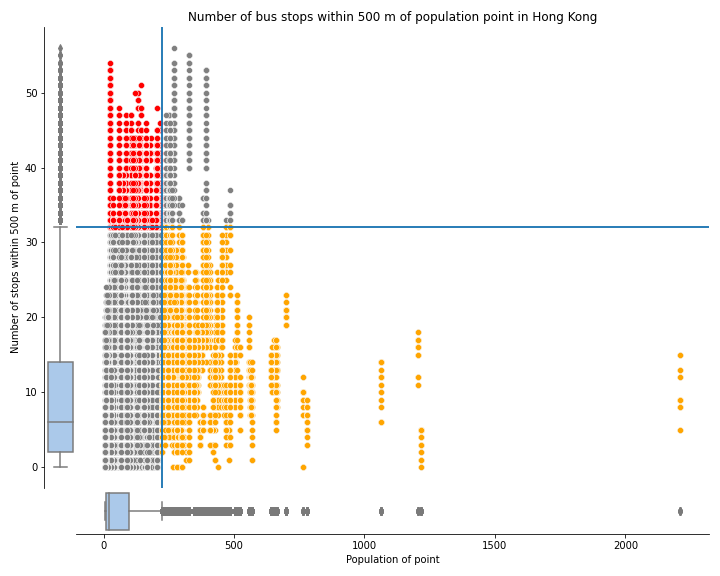 Number of bus stops within 500 m of population point in Hong Kong
Number of stops within 500 m of point
50
40
30
20
10
0
0 500 1000 1500 2000
Population of point